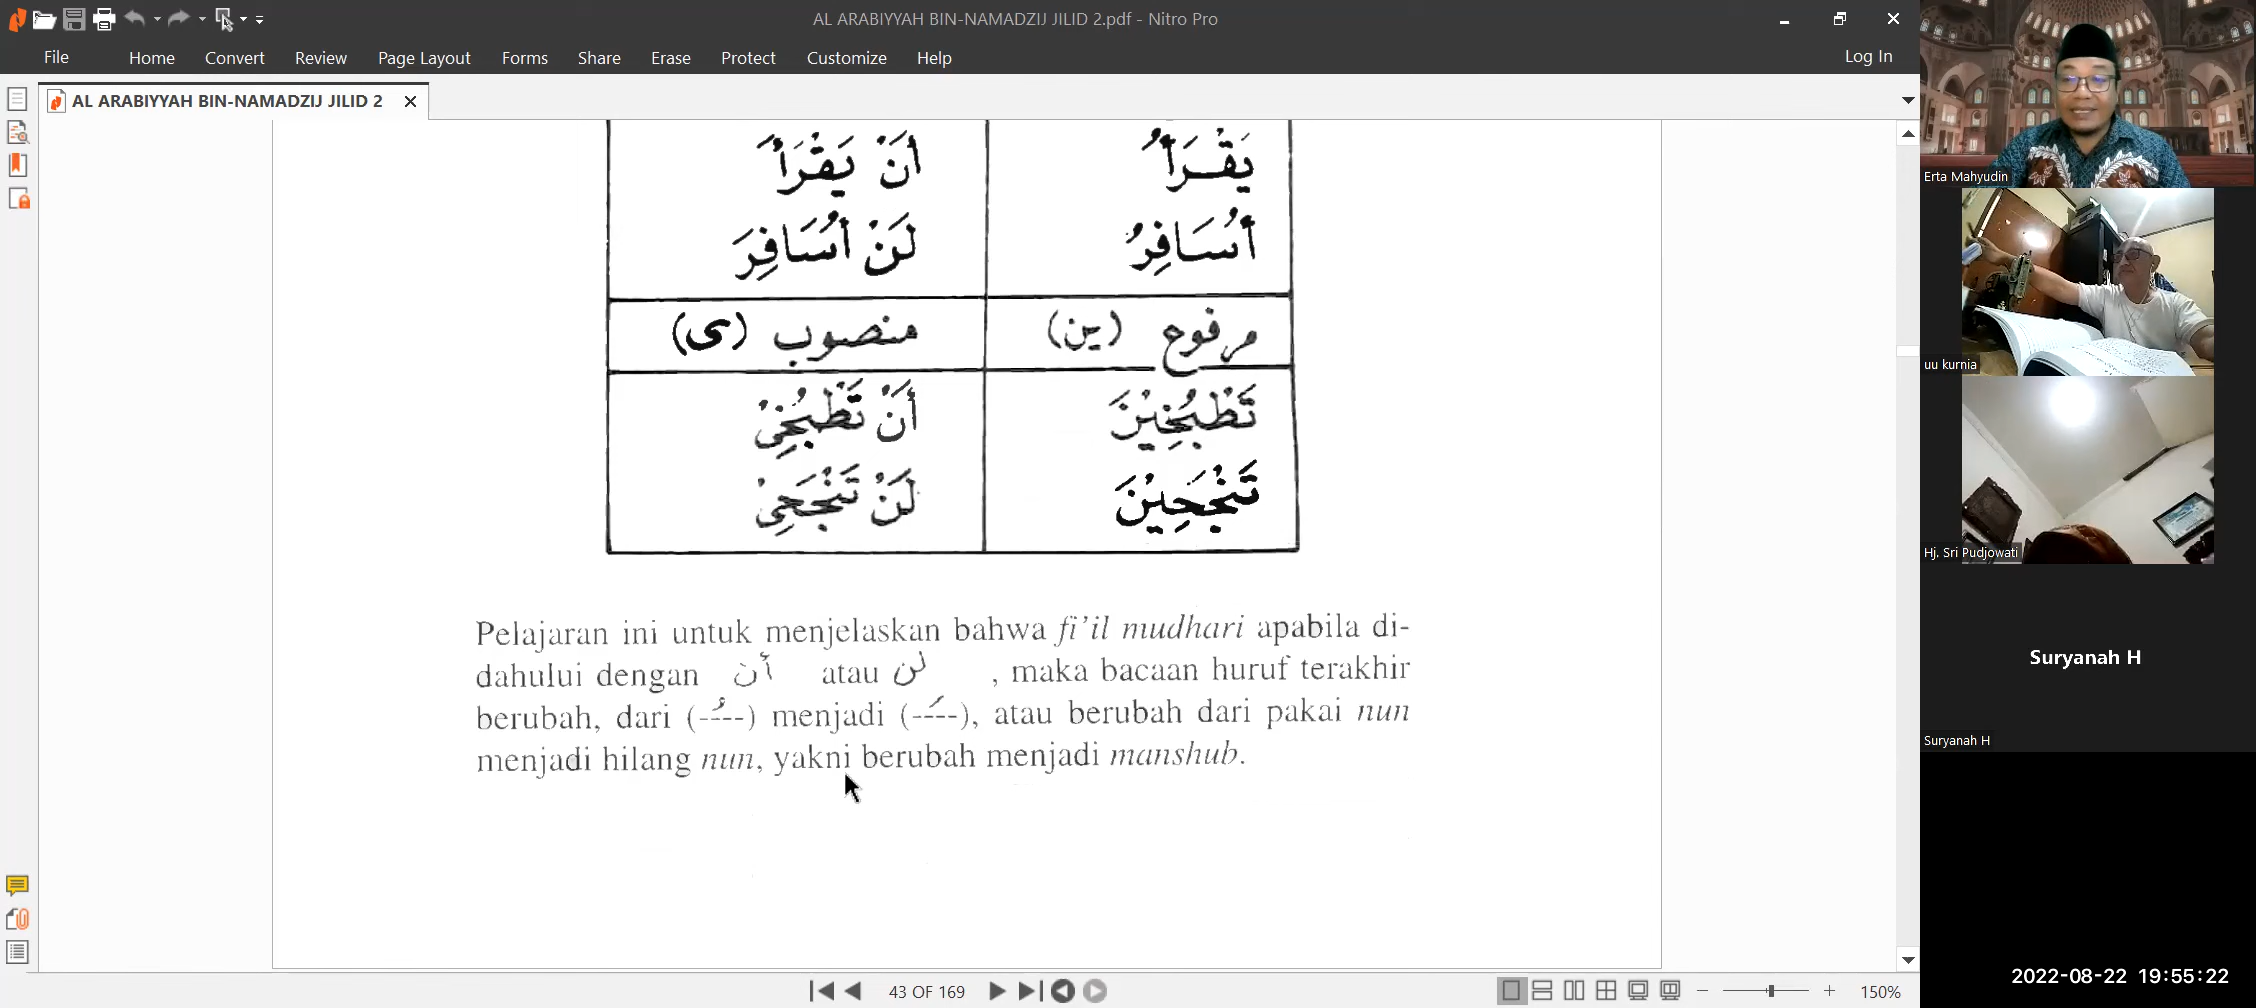 AL ARABIYYAH BIN-NAMADZIJ JILID 2.pdf - Nitro Pro
File Home Convert Review Page Layout Forms Share Erase Protect Customize Help Log In
AL ARABIYYAH BIN-NAMADZIJ JILID 2
يَقْرَأُ أَنْ يَقْرَأَ
أُسَافِرُ لَنْ أُسَافِرَ
مرفوع (ين) منصوب (ى)
تَطْبُخِيْنَ أَنْ تَطْبُخِىْ
تَنْجَحِيْنَ لَنْ تَنْجَحِىْ
Pelajaran ini untuk menjelaskan bahwa fi'il mudhari apabila di-
dahului dengan أن atau لن , maka bacaan huruf terakhir
berubah, dari (--ُ--) menjadi (--َ--), atau berubah dari pakai nun
menjadi hilang nun, yakni berubah menjadi manshub.
43 OF 169
150%
Erta Mahyudin
uu kurnia
Hj. Sri Pudjowati
Suryanah H
Suryanah H
2022-08-22 19:55:22